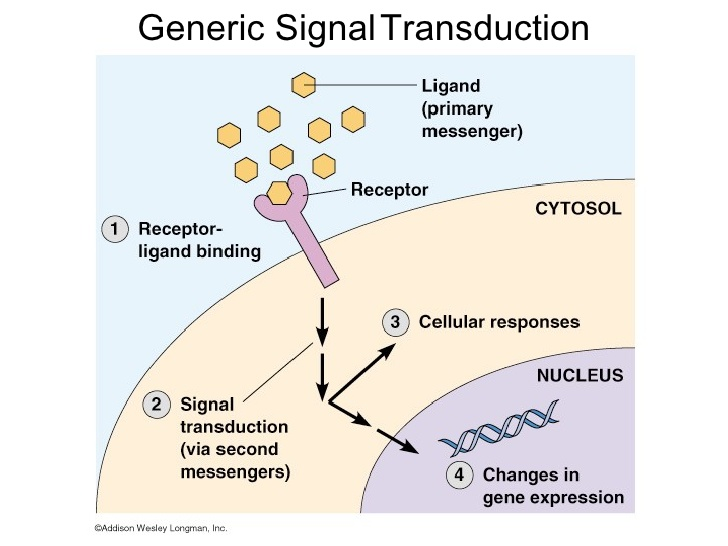 Generic Signal Transduction
Ligand
(primary
messenger)
Receptor
CYTOSOL
1 Receptor-
ligand binding
3 Cellular responses
NUCLEUS
2 Signal
transduction
(via second
messengers)
4 Changes in
gene expression
©Addison Wesley Longman, Inc.